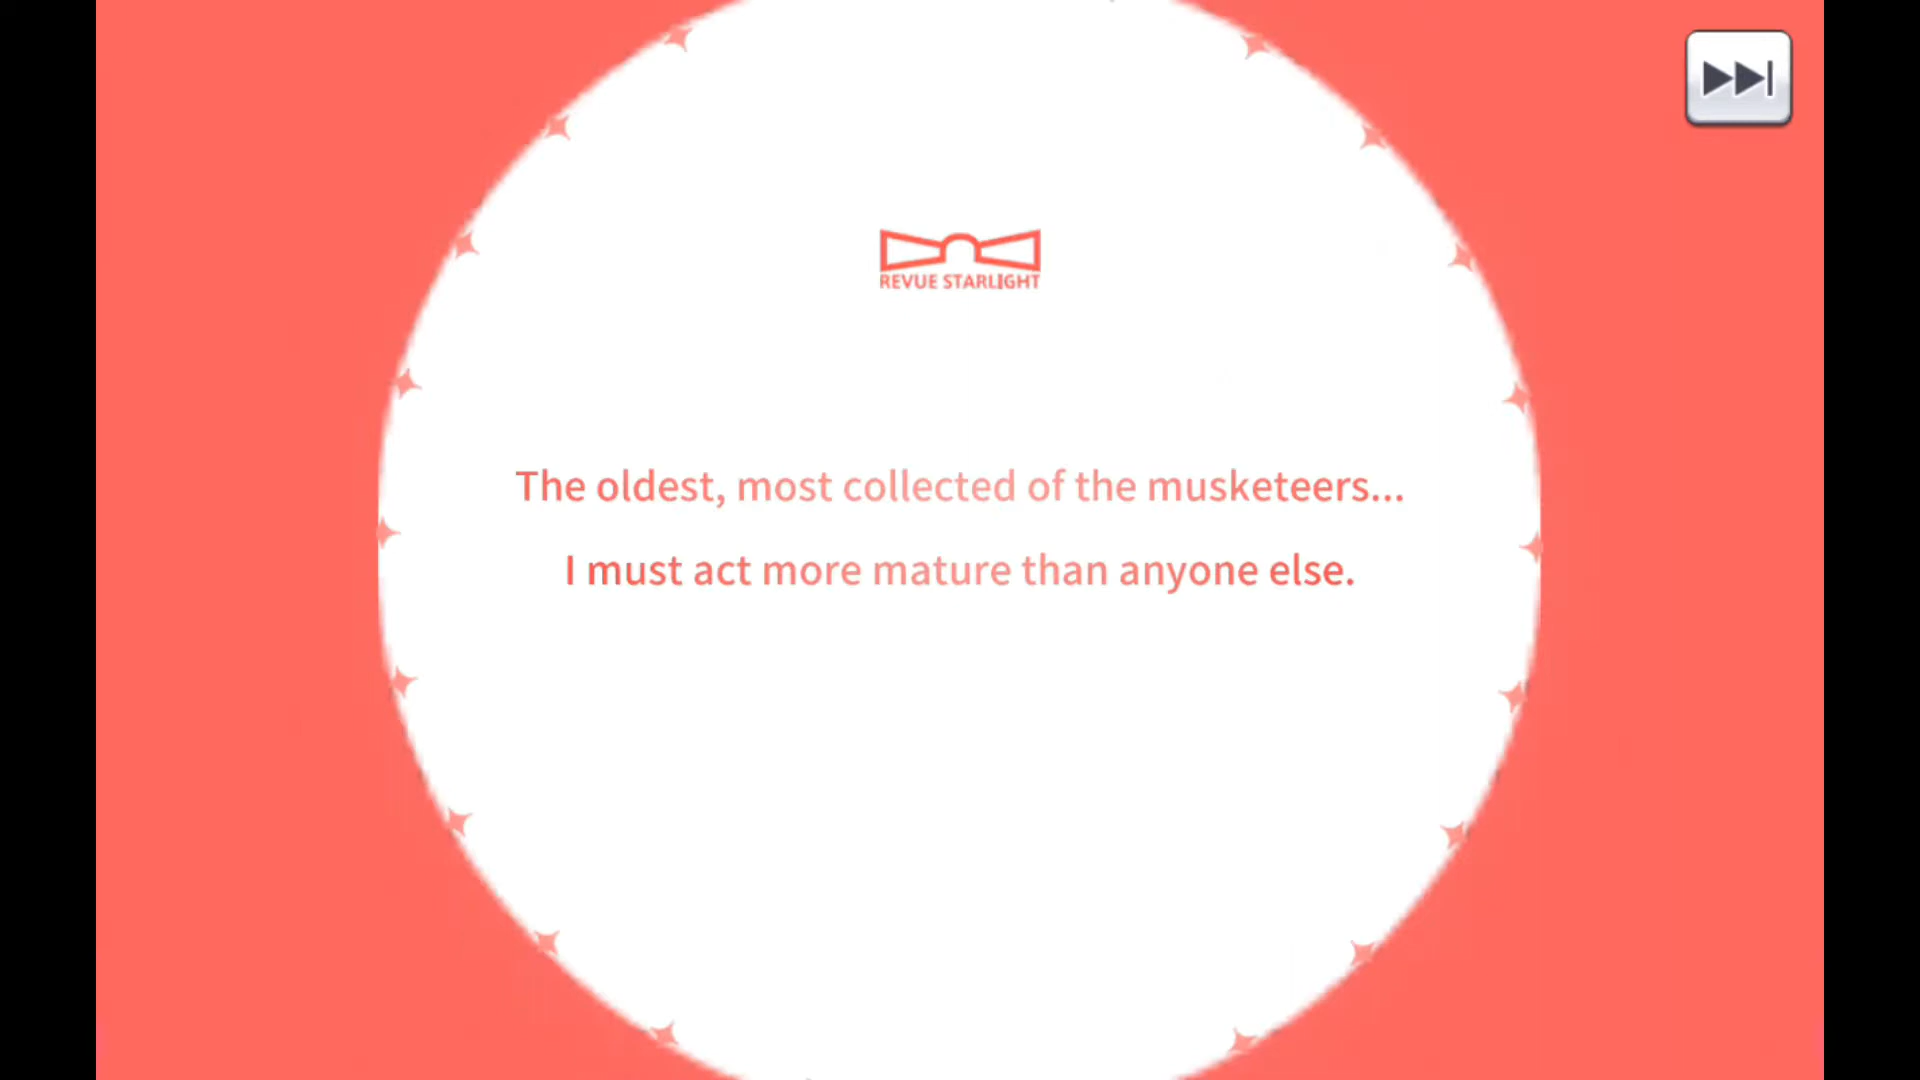 REVUE STARLIGHT
The oldest, most collected of the musketeers...
I must act more mature than anyone else.